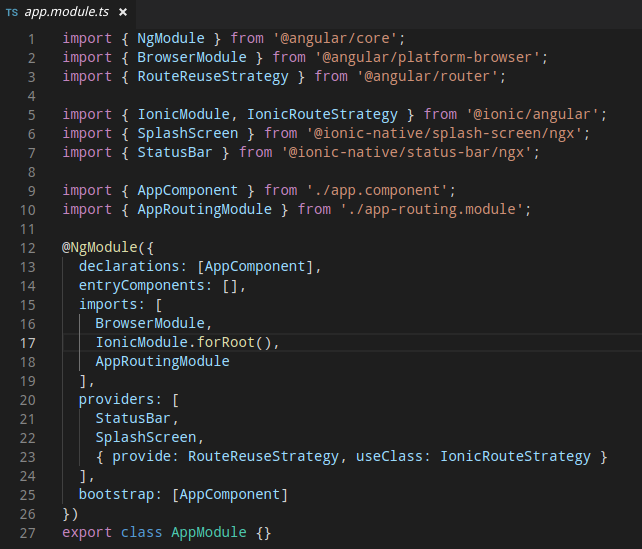 TS app.module.ts ×
1 import { NgModule } from '@angular/core';
2 import { BrowserModule } from '@angular/platform-browser';
3 import { RouteReuseStrategy } from '@angular/router';
4
5 import { IonicModule, IonicRouteStrategy } from '@ionic/angular';
6 import { SplashScreen } from '@ionic-native/splash-screen/ngx';
7 import { StatusBar } from '@ionic-native/status-bar/ngx';
8
9 import { AppComponent } from './app.component';
10 import { AppRoutingModule } from './app-routing.module';
11
12 @NgModule({
13   declarations: [AppComponent],
14   entryComponents: [],
15   imports: [
16     BrowserModule,
17     IonicModule.forRoot(),
18     AppRoutingModule
19   ],
20   providers: [
21     StatusBar,
22     SplashScreen,
23     { provide: RouteReuseStrategy, useClass: IonicRouteStrategy }
24   ],
25   bootstrap: [AppComponent]
26 })
27 export class AppModule {}